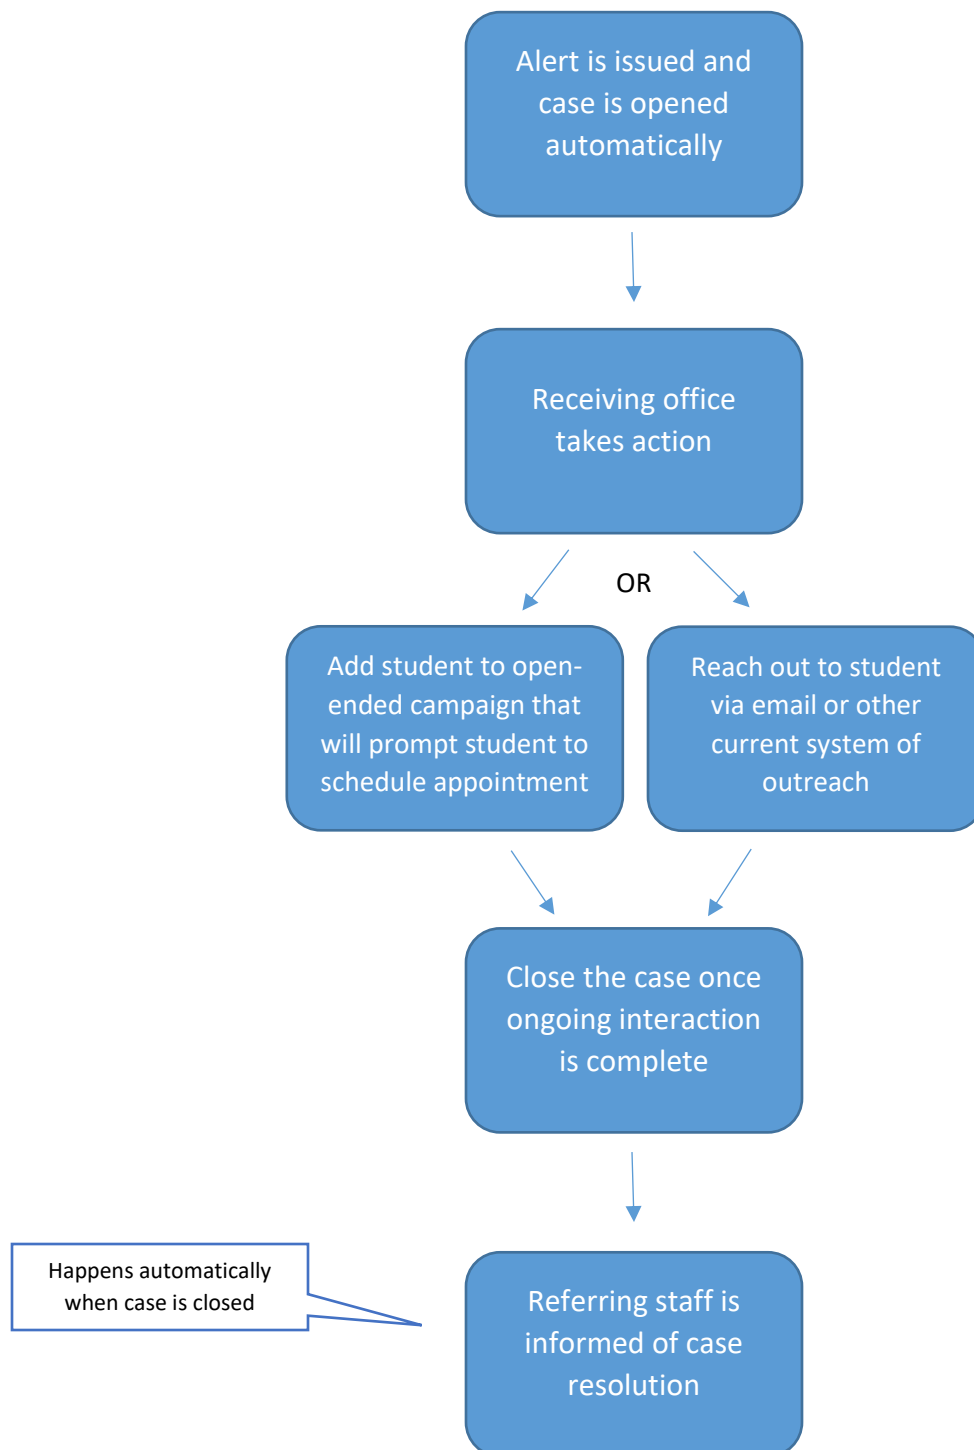 Alert is issued and
case is opened
automatically
Receiving office
takes action
OR
Add student to open-
ended campaign that
will prompt student to
schedule appointment
Reach out to student
via email or other
current system of
outreach
Close the case once
ongoing interaction
is complete
Happens automatically
when case is closed
Referring staff is
informed of case
resolution